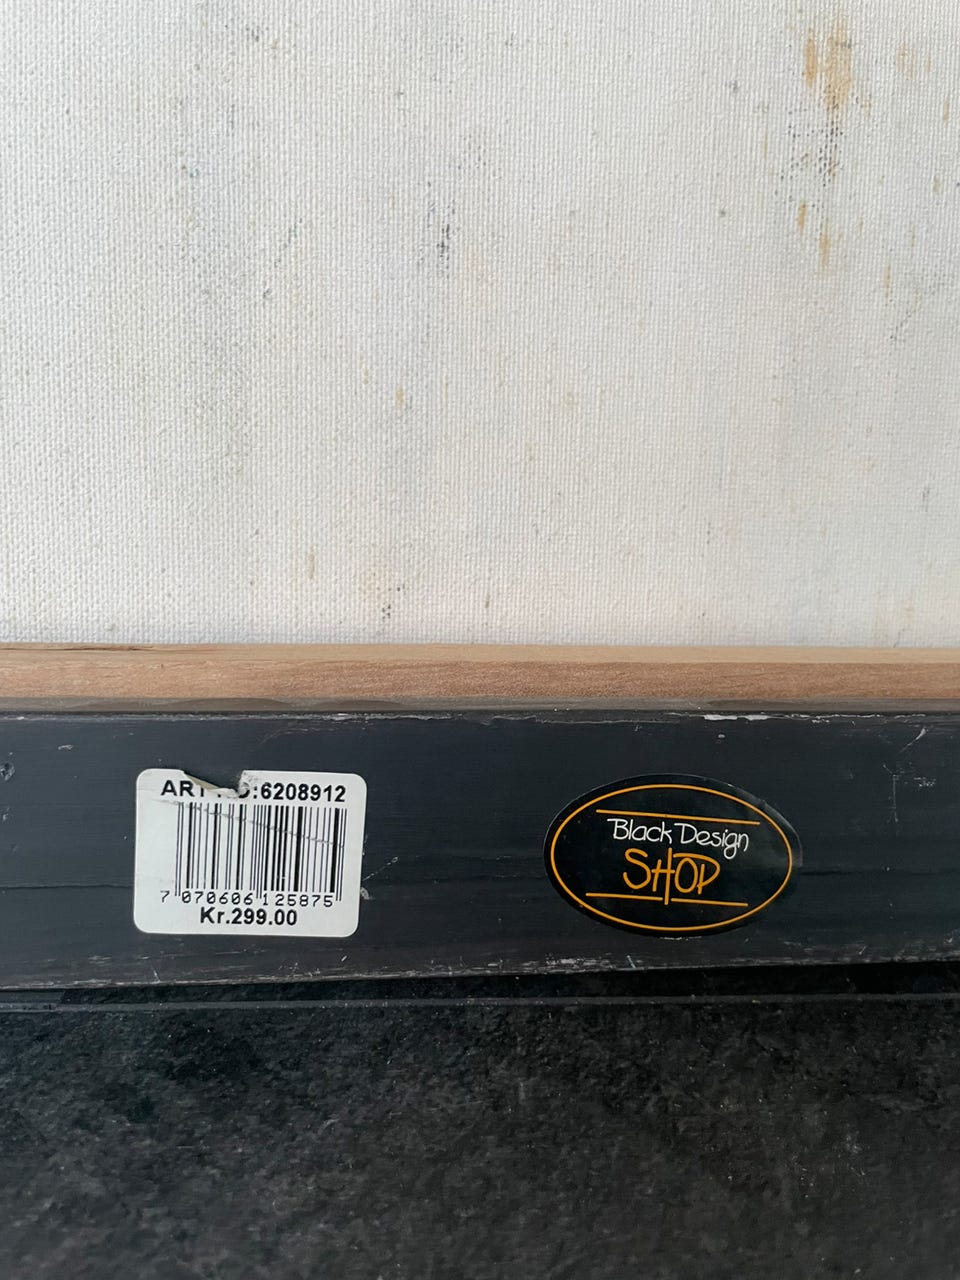 ART :6208912
7 070606 125875
Kr.299.00
Black Design
SHOP